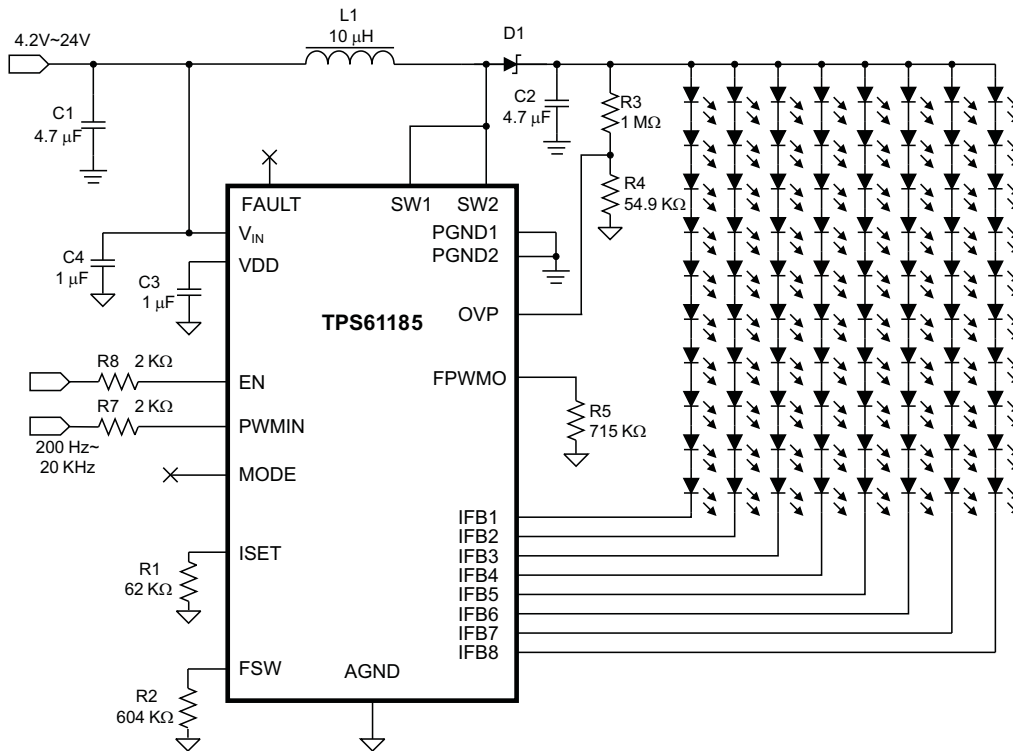 L1
10 μH
D1
4.2V~24V
C1
4.7 μF
C2
4.7 μF
R3
1 MΩ
R4
54.9 KΩ
FAULT
SW1
SW2
VIN
PGND1
PGND2
VDD
C4
1 μF
C3
1 μF
TPS61185
OVP
R8
2 KΩ
EN
FPWMO
R7
2 KΩ
PWMIN
R5
715 KΩ
200 Hz~
20 KHz
MODE
IFB1
IFB2
IFB3
IFB4
IFB5
IFB6
IFB7
IFB8
ISET
R1
62 KΩ
FSW
AGND
R2
604 KΩ